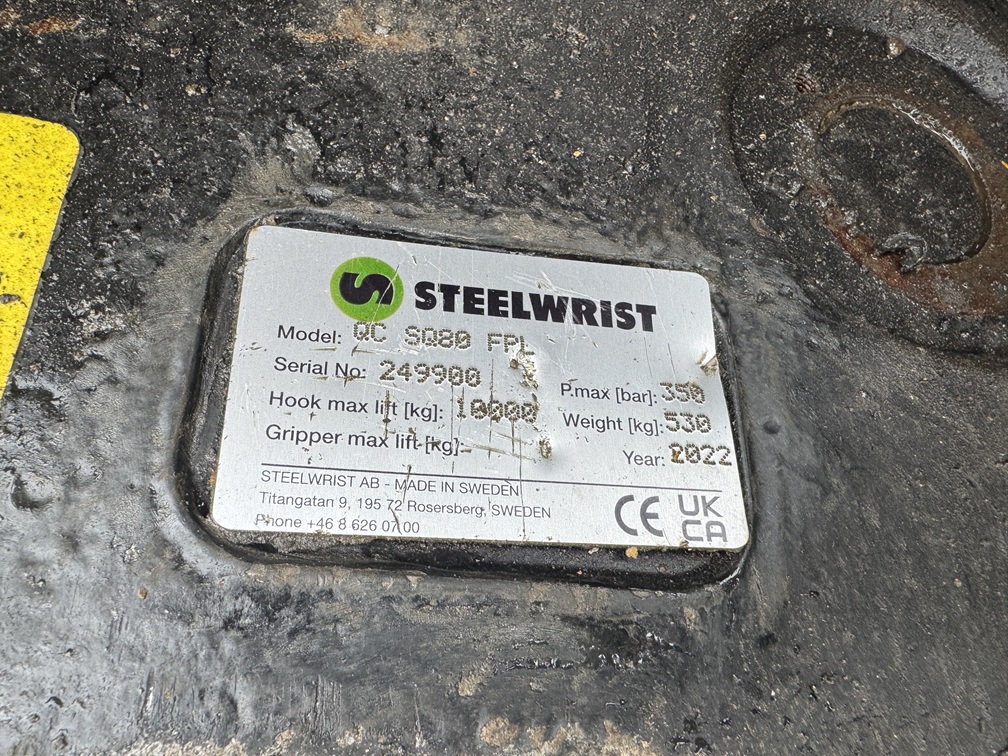 STEELWRIST
Model: QC SQ80 FPL
Serial No: 249900
Hook max lift [kg]: 10000
Gripper max lift [kg]:
P.max [bar]: 350
Weight [kg]: 530
Year: 2022
STEELWRIST AB - MADE IN SWEDEN
Titangatan 9, 195 72 Rosersberg, SWEDEN
Phone +46 8 626 07 00
CE UK
CA